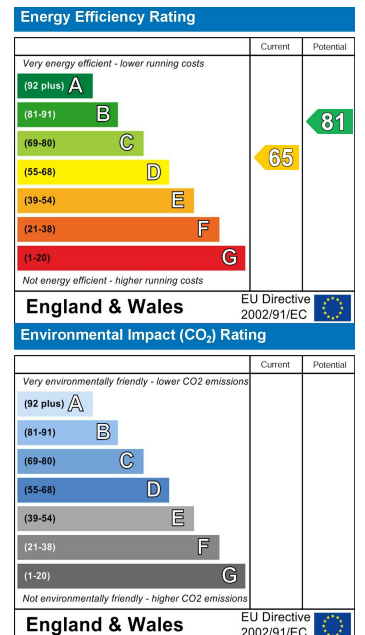 Energy Efficiency Rating
Current Potential
Very energy efficient - lower running costs
(92 plus) A
(81-91) B
81
(69-80) C
65
(55-68) D
(39-54) E
(21-38) F
(1-20) G
Not energy efficient - higher running costs
England & Wales
EU Directive
2002/91/EC
Environmental Impact (CO₂) Rating
Current Potential
Very environmentally friendly - lower CO2 emissions
(92 plus) A
(81-91) B
(69-80) C
(55-68) D
(39-54) E
(21-38) F
(1-20) G
Not environmentally friendly - higher CO2 emissions
England & Wales
EU Directive
2002/91/EC